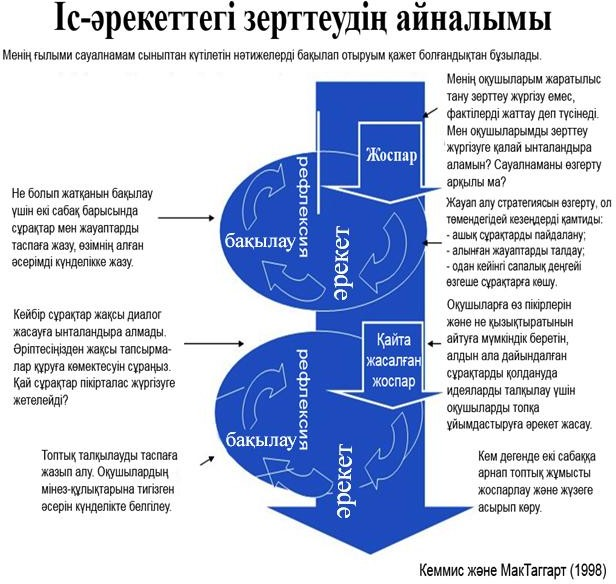 Іс-әрекеттегі зерттеудің айналымы
Менің ғылыми сауалнамам сыныптан күтілетін нәтижелерді бақылап отыруым қажет болғандықтан бұзылады.
Менің оқушыларым жаратылыс
тану зерттеу жүргізу емес,
фактілерді жаттау деп түсінеді.
Мен оқушыларымды зерттеу
жүргізуге қалай ынталандыра
аламын? Сауалнаманы өзгерту
арқылы ма?
Жоспар
рефлексия
бақылау
әрекет
Не болып жатқанын бақылау
үшін екі сабақ барысында
сұрақтар мен жауаптарды
таспаға жазу, өзімнің алған
әсерімді күнделікке жазу.
Жауап алу стратегиясын өзгерту, ол
төмендегідей кезеңдерді қамтиды:
- ашық сұрақтарды пайдалану;
- алынған жауаптарды талдау;
- одан кейінгі сапалық деңгейі
өзгеше сұрақтарға көшу.
Кейбір сұрақтар жақсы диалог
жасауға ынталандыра алмады.
Әріптесіңізден жақсы тапсырма-
лар құруға көмектесуін сұраңыз.
Қай сұрақтар пікірталас жүргізуге
жетелейді?
Қайта
жасалған
жоспар
рефлексия
бақылау
әрекет
Оқушыларға өз пікірлерін
және не қызықтыратынын
айтуға мүмкіндік беретін,
алдын ала дайындалған
сұрақтарды қолдануда
идеяларды талқылау үшін
оқушыларды топқа
ұйымдастыруға әрекет жасау.
Топтық талқылауды таспаға
жазып алу. Оқушылардың
мінез-құлықтарына тигізген
әсерін күнделікте белгілеу.
Кем дегенде екі сабаққа
арнап топтық жұмысты
жоспарлау және жүзеге
асырып көру.
Кеммис және МакТаггарт (1998)